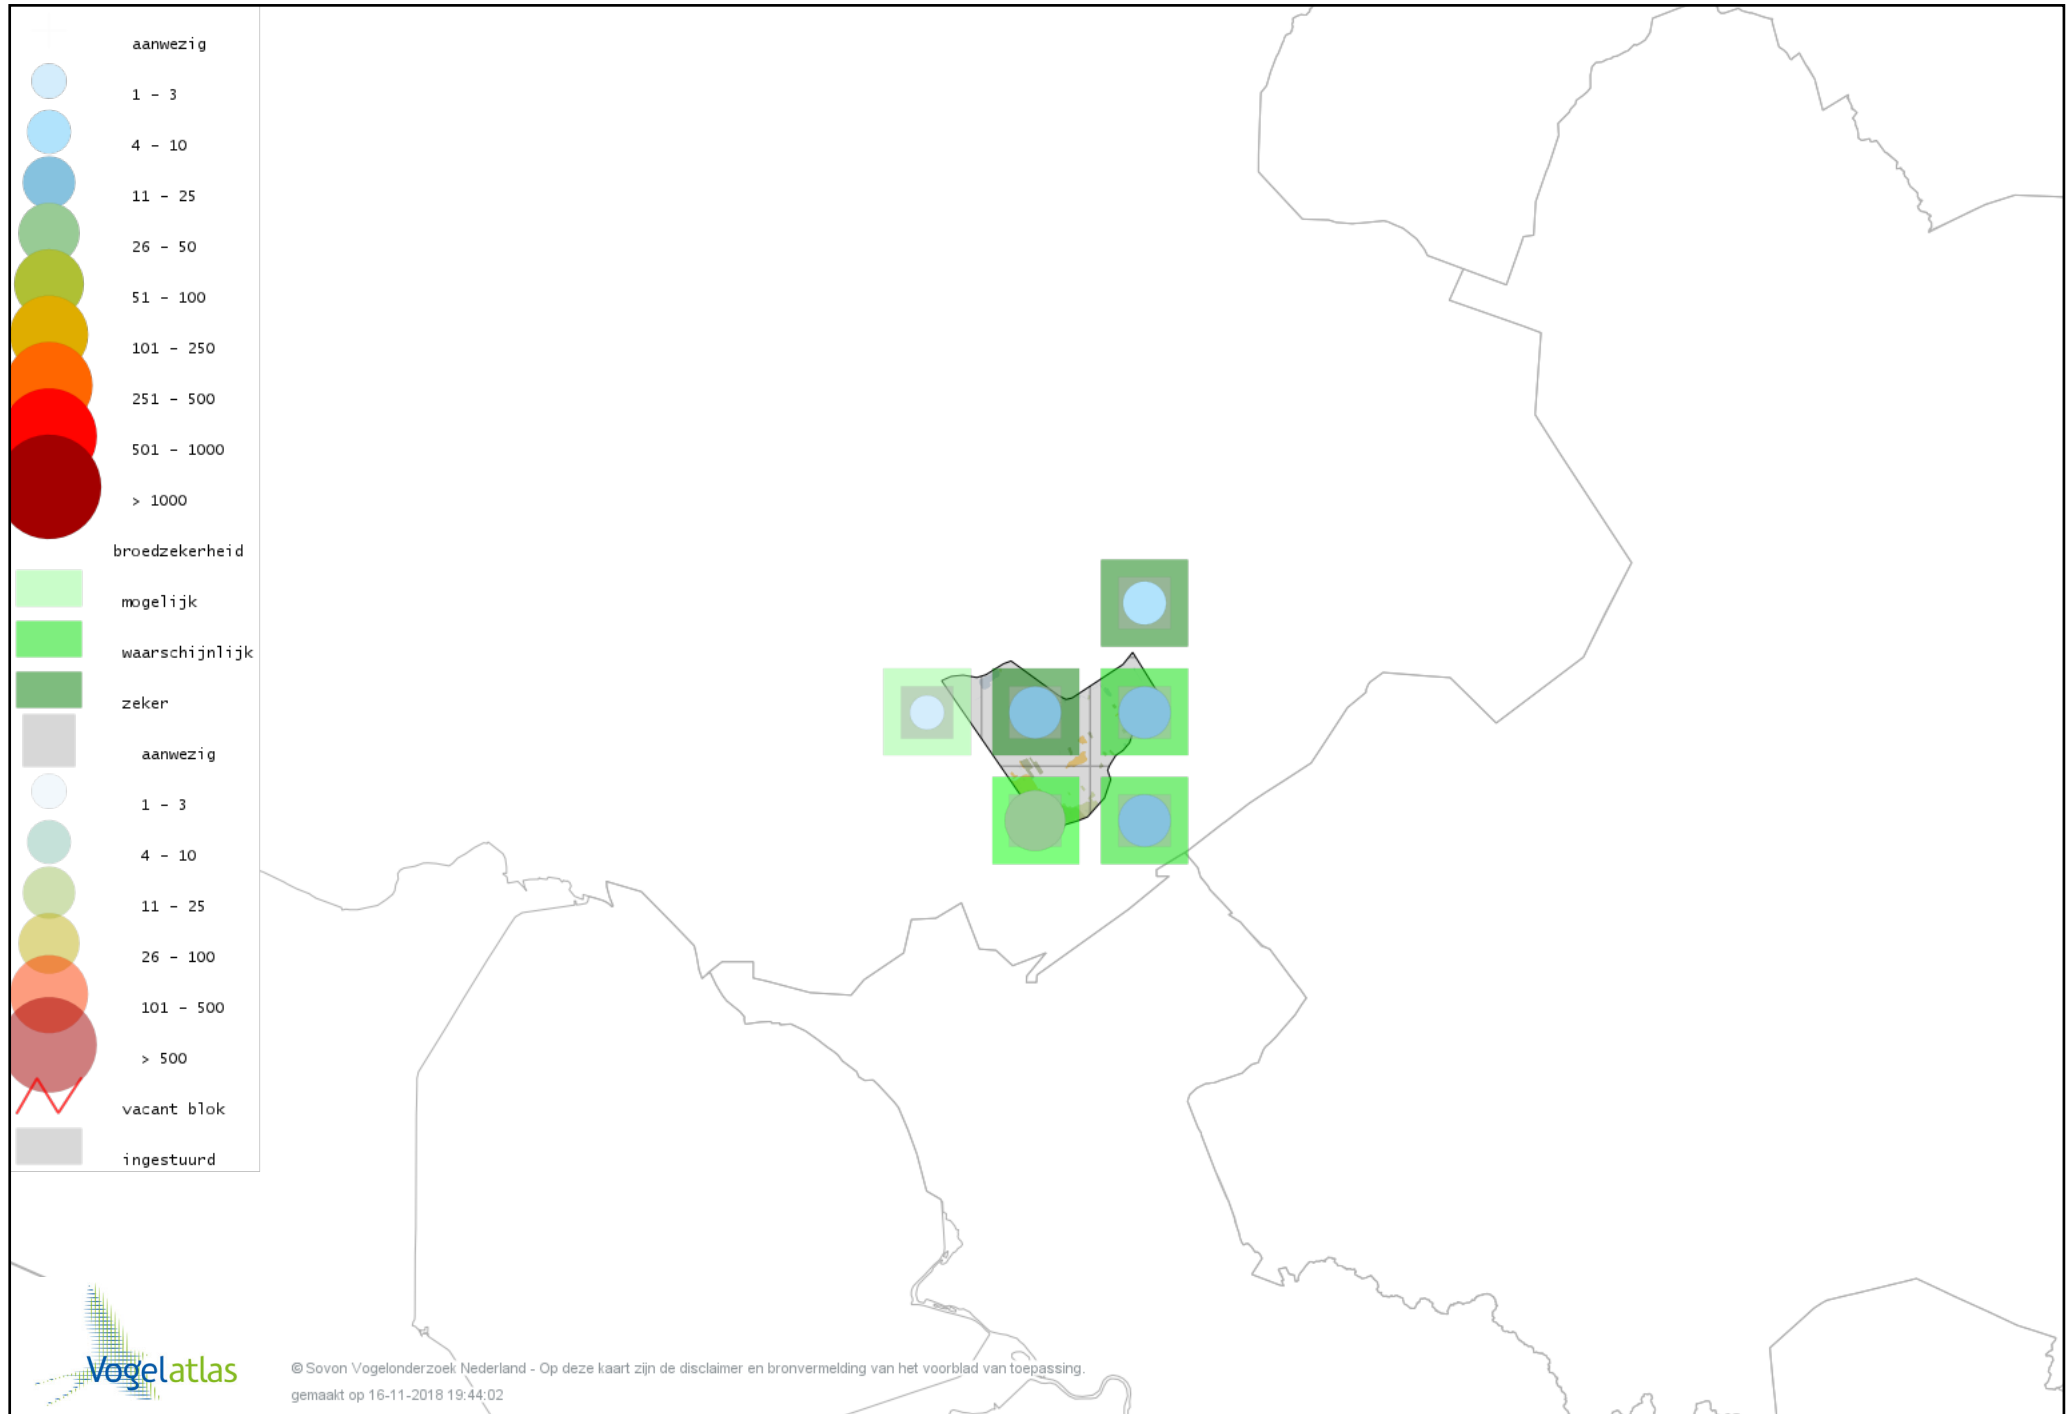 aanwezig
1 – 3
4 – 10
11 – 25
26 – 50
51 – 100
101 – 250
251 – 500
501 – 1000
> 1000
broedzekerheid
mogelijk
waarschijnlijk
zeker
aanwezig
1 – 3
4 – 10
11 – 25
26 – 100
101 – 500
> 500
vacant blok
ingestuurd
Vogelatlas
© Sovon Vogelonderzoek Nederland - Op deze kaart zijn de disclaimer en bronvermelding van het voorblad van toepassing.
gemaakt op 16-11-2018 19:44:02